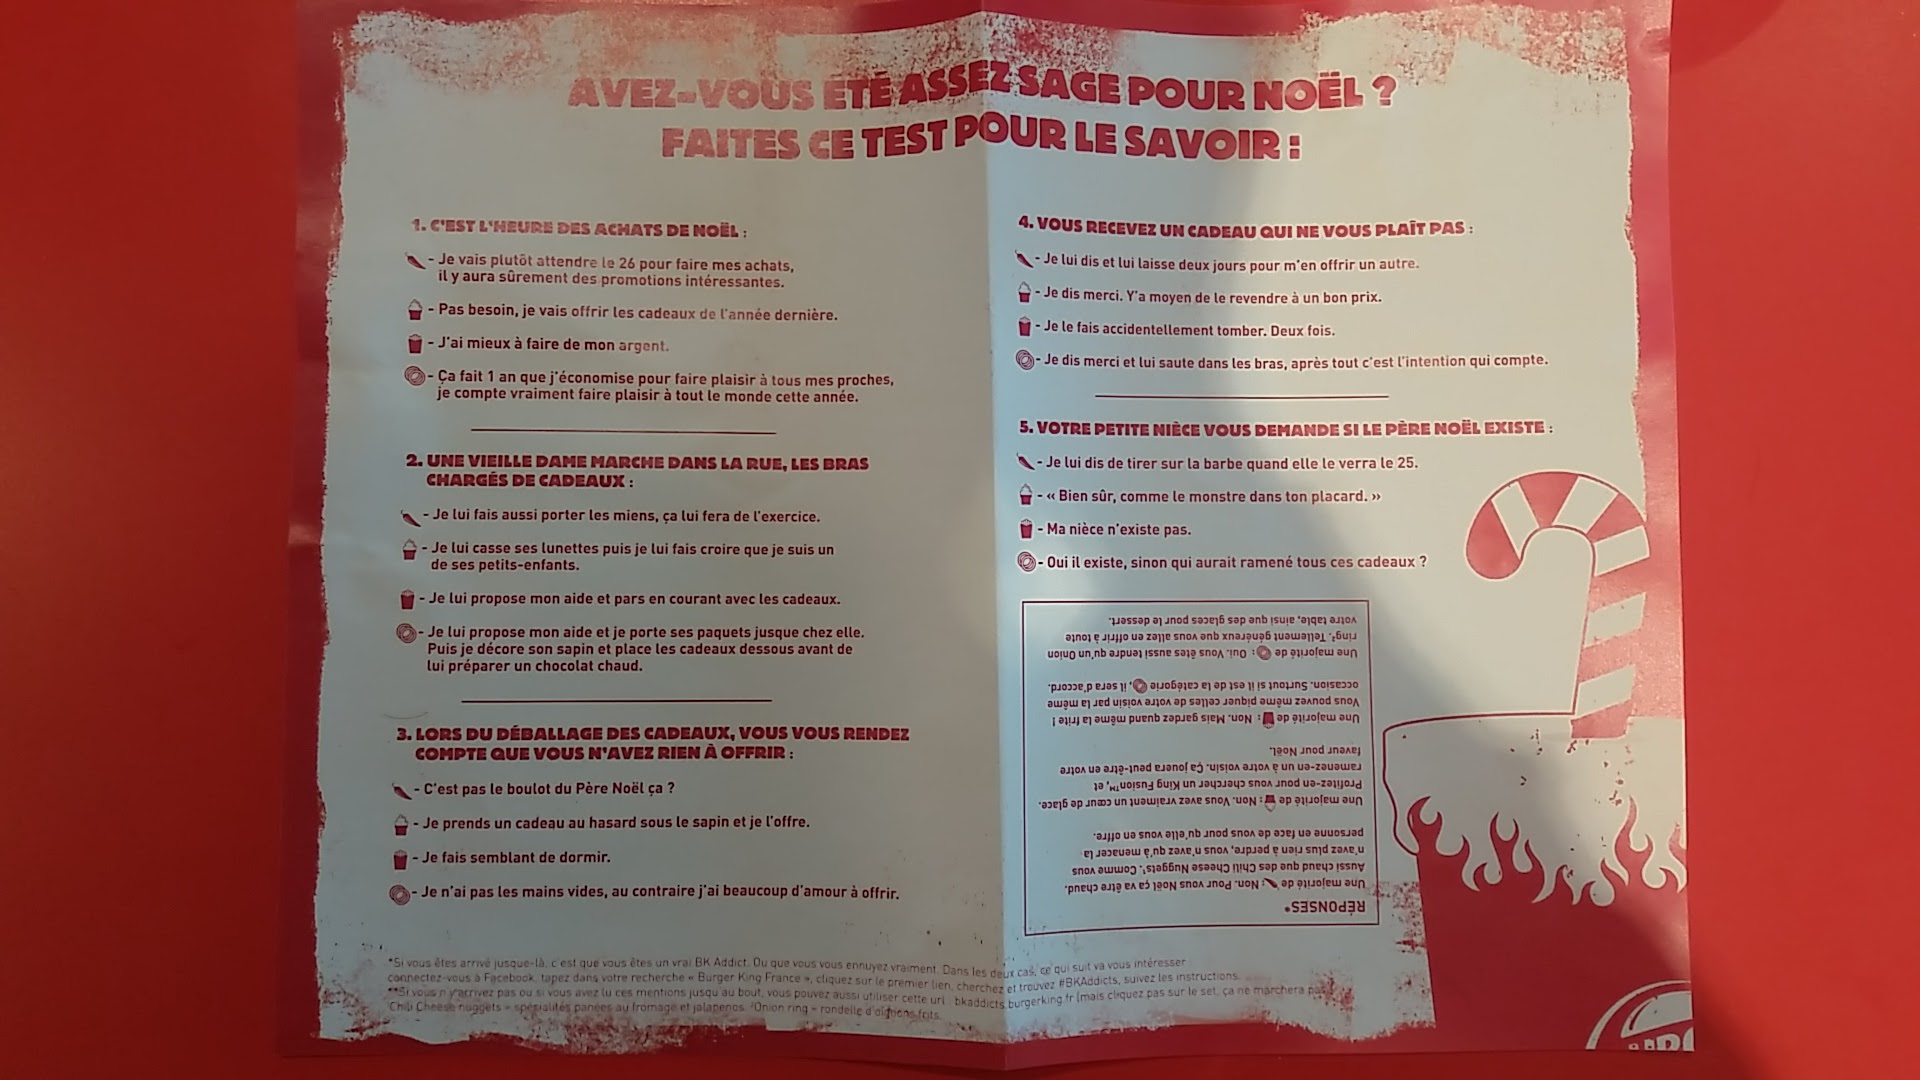 AVEZ-VOUS ÉTÉ ASSEZ SAGE POUR NOËL ?
FAITES CE TEST POUR LE SAVOIR :
1. C'EST L'HEURE DES ACHATS DE NOËL :
- Je vais plutôt attendre le 26 pour faire mes achats,
il y aura sûrement des promotions intéressantes.
- Pas besoin, je vais offrir les cadeaux de l'année dernière.
- J'ai mieux à faire de mon argent.
- Ça fait 1 an que j'économise pour faire plaisir à tous mes proches,
je compte vraiment faire plaisir à tout le monde cette année.
2. UNE VIEILLE DAME MARCHE DANS LA RUE, LES BRAS
CHARGÉS DE CADEAUX :
- Je lui fais aussi porter les miens, ça lui fera de l'exercice.
- Je lui casse ses lunettes puis je lui fais croire que je suis un
de ses petits-enfants.
- Je lui propose mon aide et pars en courant avec les cadeaux.
- Je lui propose mon aide et je porte ses paquets jusque chez elle.
Puis je décore son sapin et place les cadeaux dessous avant de
lui préparer un chocolat chaud.
3. LORS DU DÉBALLAGE DES CADEAUX, VOUS VOUS RENDEZ
COMPTE QUE VOUS N'AVEZ RIEN À OFFRIR :
- C'est pas le boulot du Père Noël ça ?
- Je prends un cadeau au hasard sous le sapin et je l'offre.
- Je fais semblant de dormir.
- Je n'ai pas les mains vides, au contraire j'ai beaucoup d'amour à offrir.
4. VOUS RECEVEZ UN CADEAU QUI NE VOUS PLAÎT PAS :
- Je lui dis et lui laisse deux jours pour m'en offrir un autre.
- Je dis merci. Y'a moyen de le revendre à un bon prix.
- Je le fais accidentellement tomber. Deux fois.
- Je dis merci et lui saute dans les bras, après tout c'est l'intention qui compte.
5. VOTRE PETITE NIÈCE VOUS DEMANDE SI LE PÈRE NOËL EXISTE :
- Je lui dis de tirer sur la barbe quand elle le verra le 25.
- « Bien sûr, comme le monstre dans ton placard. »
- Ma nièce n'existe pas.
- Oui il existe, sinon qui aurait ramené tous ces cadeaux ?
RÉPONSES*
Une majorité de : Non. Pour vous Noël ça va être chaud.
Aussi chaud que des Chili Cheese Nuggets¹. Comme vous
n'avez plus rien à perdre, vous n'avez qu'à menacer la
personne en face de vous pour qu'elle vous en offre.
Une majorité de : Non. Vous avez vraiment un cœur de glace.
Profitez-en pour vous chercher un King Fusion™, et
ramenez-en un à votre voisin. Ça jouera peut-être en votre
faveur pour Noël.
Une majorité de : Non. Mais gardez quand même la frite !
Vous pouvez même piquer celles de votre voisin par la même
occasion. Surtout si il est de la catégorie , il sera d'accord.
Une majorité de : Oui. Vous êtes aussi tendre qu'un Onion
ring². Tellement généreux que vous allez en offrir à toute
votre table, ainsi que des glaces pour le dessert.
*Si vous êtes arrivé jusque-là, c'est que vous êtes un vrai BK Addict. Ou que vous vous ennuyez vraiment. Dans les deux cas, ce qui suit va vous intéresser
connectez-vous à Facebook, tapez dans votre recherche « Burger King France », cliquez sur le premier lien, cherchez et trouvez #BKAddicts, suivez les instructions.
**Si vous n'y arrivez pas ou si vous avez lu ces mentions jusqu'au bout, vous pouvez aussi utiliser cette url : bkaddicts.burgerking.fr (mais cliquez pas sur le set, ça ne marchera pas)
Chili Cheese nuggets = spécialités panées au fromage et jalapenos. ²Onion ring = rondelle d'oignons frits.